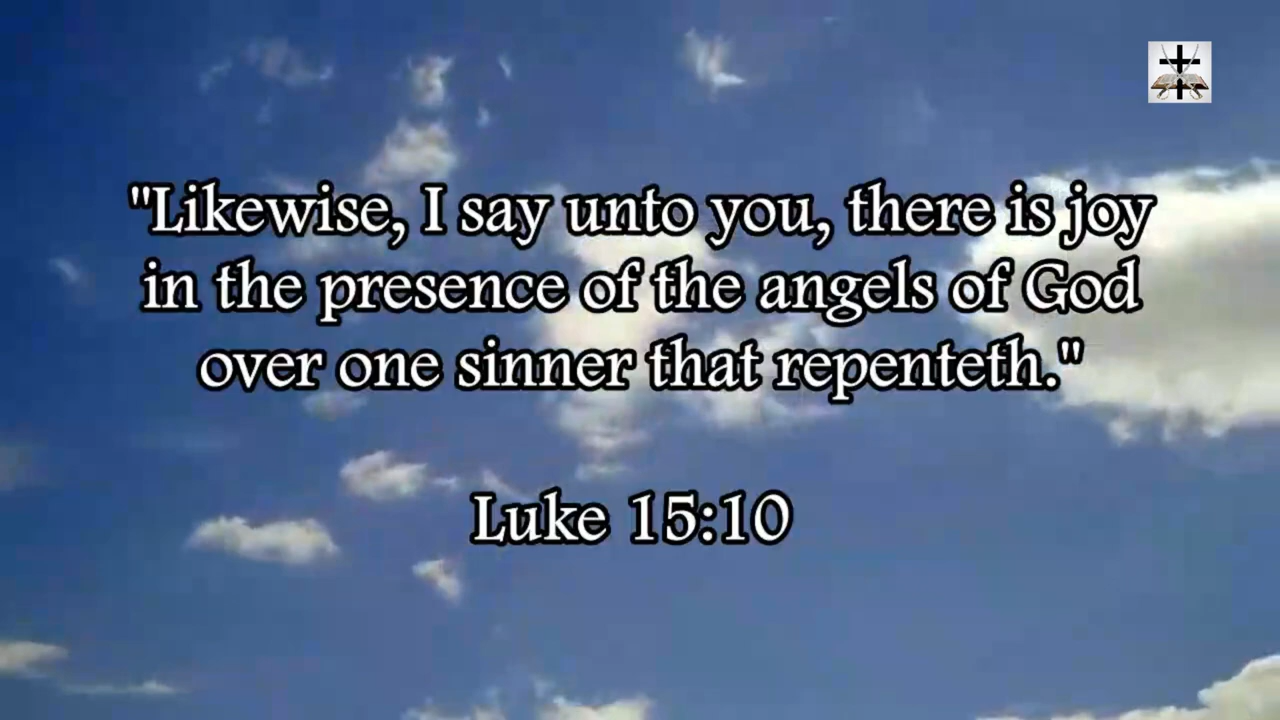 "Likewise, I say unto you, there is joy
in the presence of the angels of God
over one sinner that repenteth."
Luke 15:10